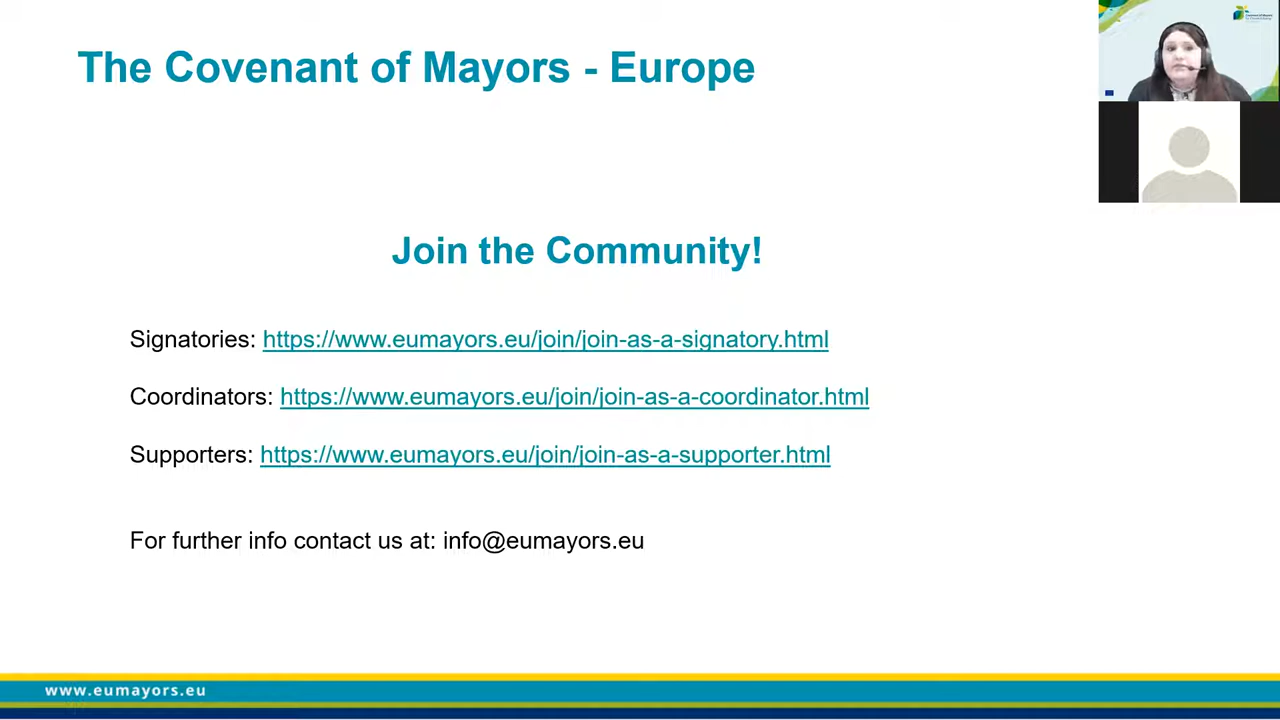 The Covenant of Mayors - Europe
Join the Community!
Signatories: https://www.eumayors.eu/join/join-as-a-signatory.html
Coordinators: https://www.eumayors.eu/join/join-as-a-coordinator.html
Supporters: https://www.eumayors.eu/join/join-as-a-supporter.html
For further info contact us at: info@eumayors.eu
www.eumayors.eu